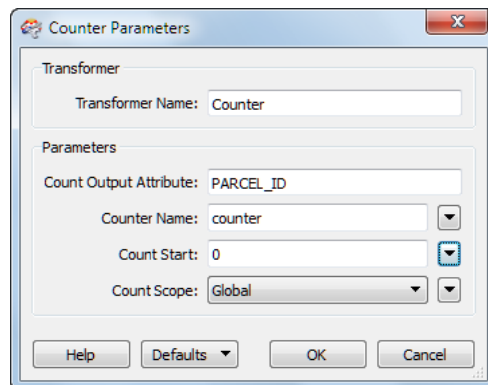 Counter Parameters
Transformer
Transformer Name: Counter
Parameters
Count Output Attribute: PARCEL_ID
Counter Name: counter
Count Start: 0
Count Scope: Global
Help Defaults OK Cancel